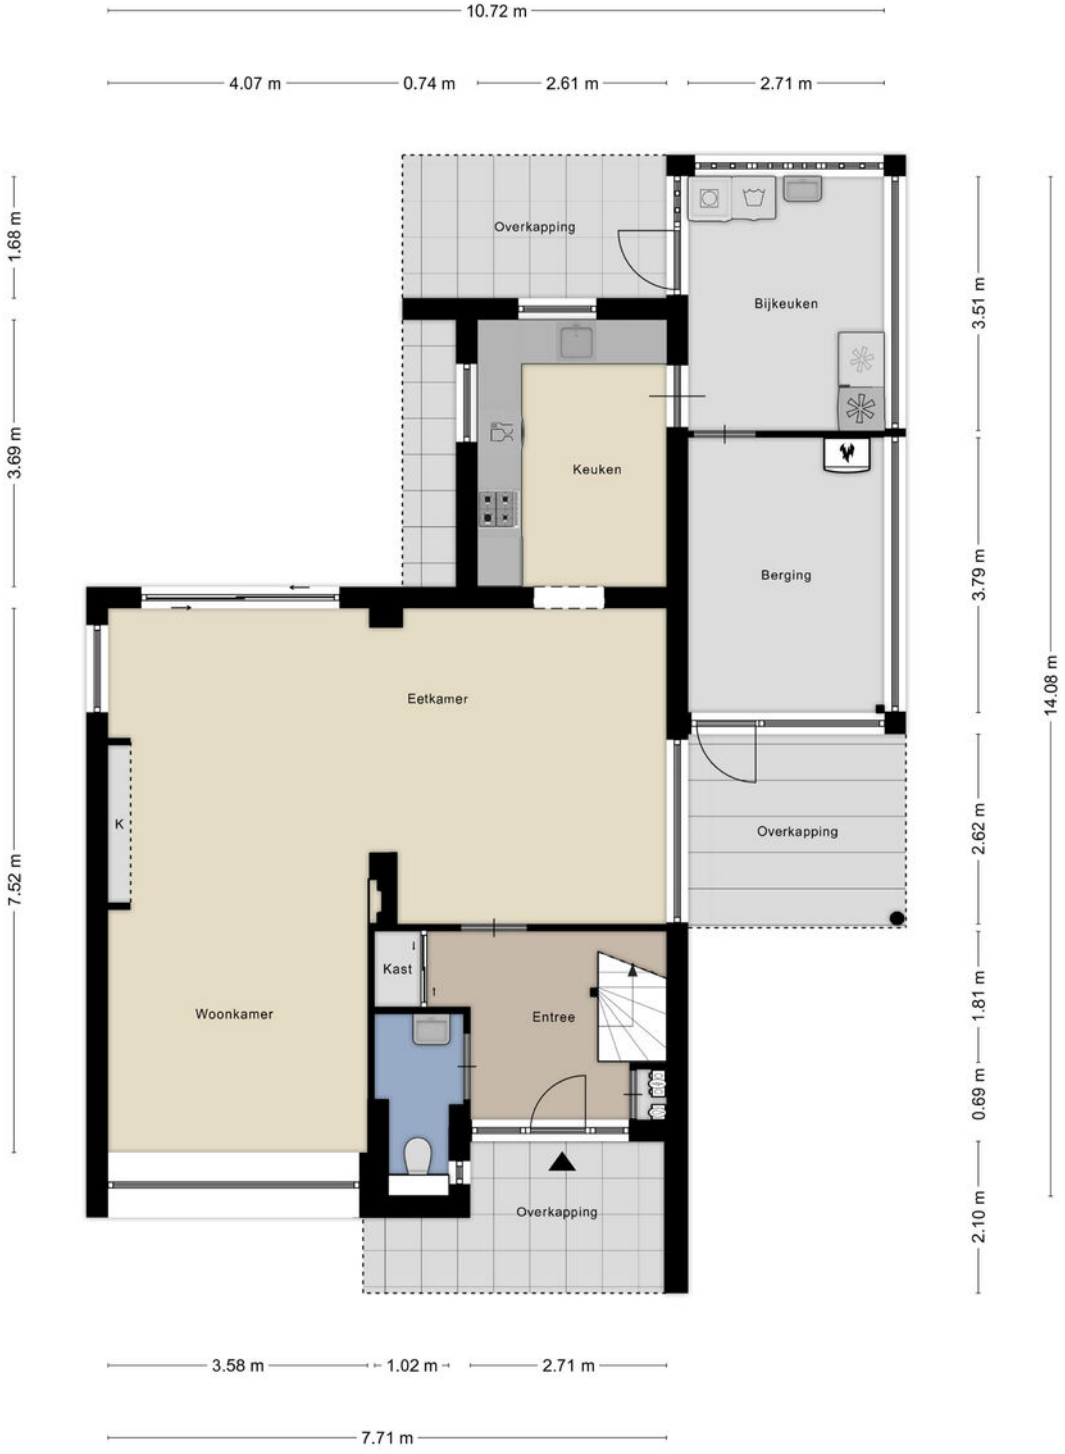 10.72 m
4.07 m
0.74 m
2.61 m
2.71 m
1.68 m
Overkapping
Bijkeuken
3.51 m
3.69 m
Keuken
Berging
3.79 m
14.08 m
Eetkamer
K
Overkapping
2.62 m
7.52 m
Kast
Woonkamer
Entree
1.81 m
0.69 m
Overkapping
2.10 m
3.58 m
1.02 m
2.71 m
7.71 m